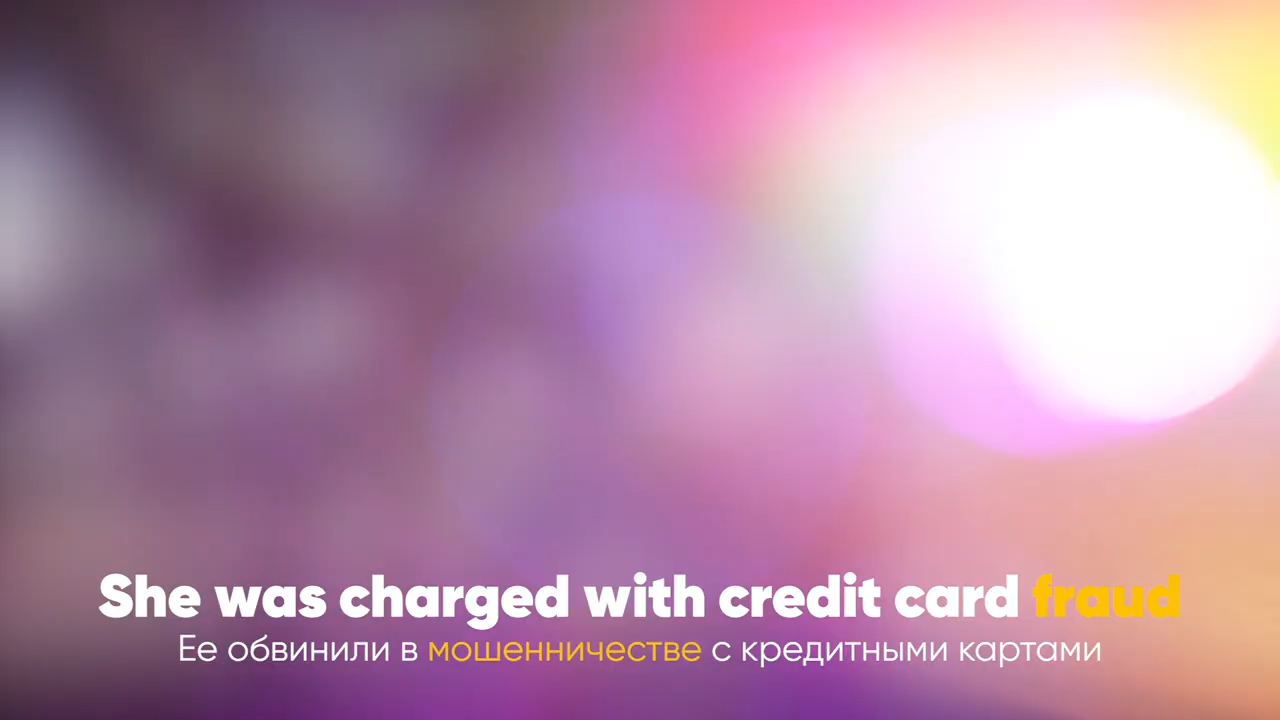 She was charged with credit card fraud
Ее обвинили в мошенничестве с кредитными картами